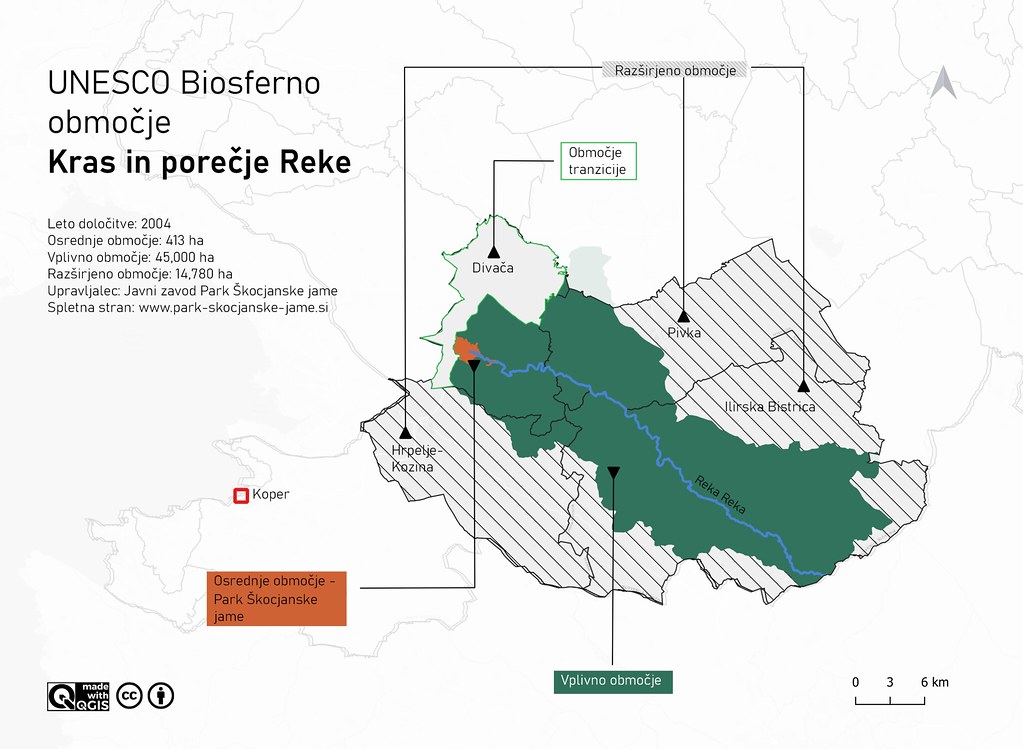 UNESCO Biosferno
območje
Kras in porečje Reke
Leto določitve: 2004
Osrednje območje: 413 ha
Vplivno območje: 45,000 ha
Razširjeno območje: 14,780 ha
Upravljalec: Javni zavod Park Škocjanske jame
Spletna stran: www.park-skocjanske-jame.si
Razširjeno območje
Območje
tranzicije
Divača
Pivka
Ilirska Bistrica
Hrpelje-
Kozina
Reka Reka
Koper
Osrednje območje -
Park Škocjanske
jame
Vplivno območje
0 3 6 km
made
with
QGIS
cc